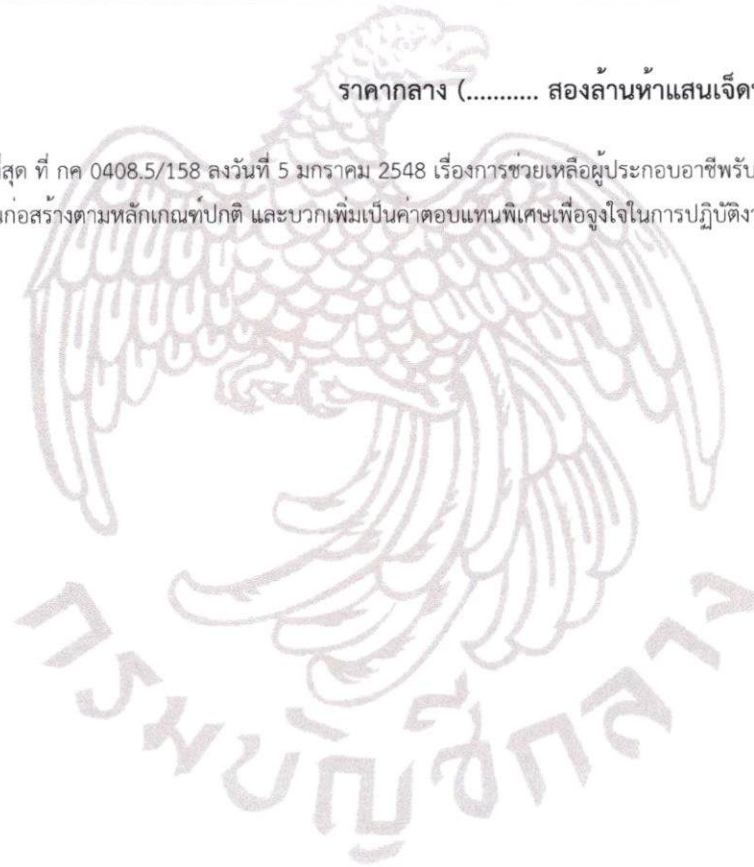 ราคากลาง (........... สองล้านห้าแสนเจ็ด
ที่สุด ที่ กค 0408.5/158 ลงวันที่ 5 มกราคม 2548 เรื่องการช่วยเหลือผู้ประกอบอาชีพรับ
ก่อสร้างตามหลักเกณฑ์ปกติ และบวกเพิ่มเป็นค่าตอบแทนพิเศษเพื่อจูงใจในการปฏิบัติ
กรมบัญชีกลาง